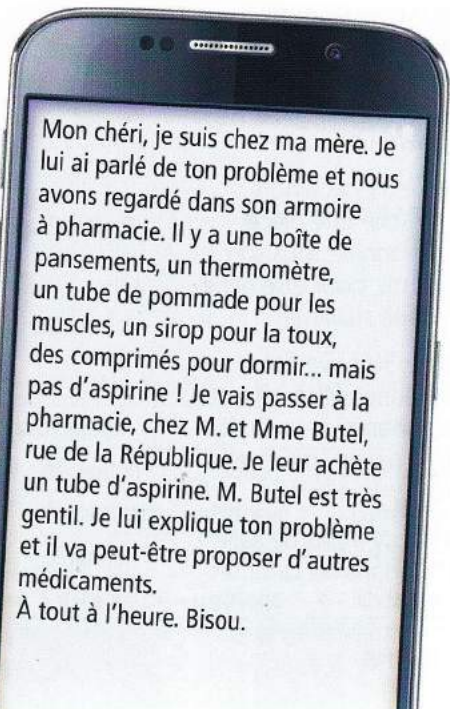 Mon chéri, je suis chez ma mère. Je
lui ai parlé de ton problème et nous
avons regardé dans son armoire
à pharmacie. Il y a une boîte de
pansements, un thermomètre,
un tube de pommade pour les
muscles, un sirop pour la toux,
des comprimés pour dormir... mais
pas d'aspirine ! Je vais passer à la
pharmacie, chez M. et Mme Butel,
rue de la République. Je leur achète
un tube d'aspirine. M. Butel est très
gentil. Je lui explique ton problème
et il va peut-être proposer d'autres
médicaments.
À tout à l'heure. Bisou.